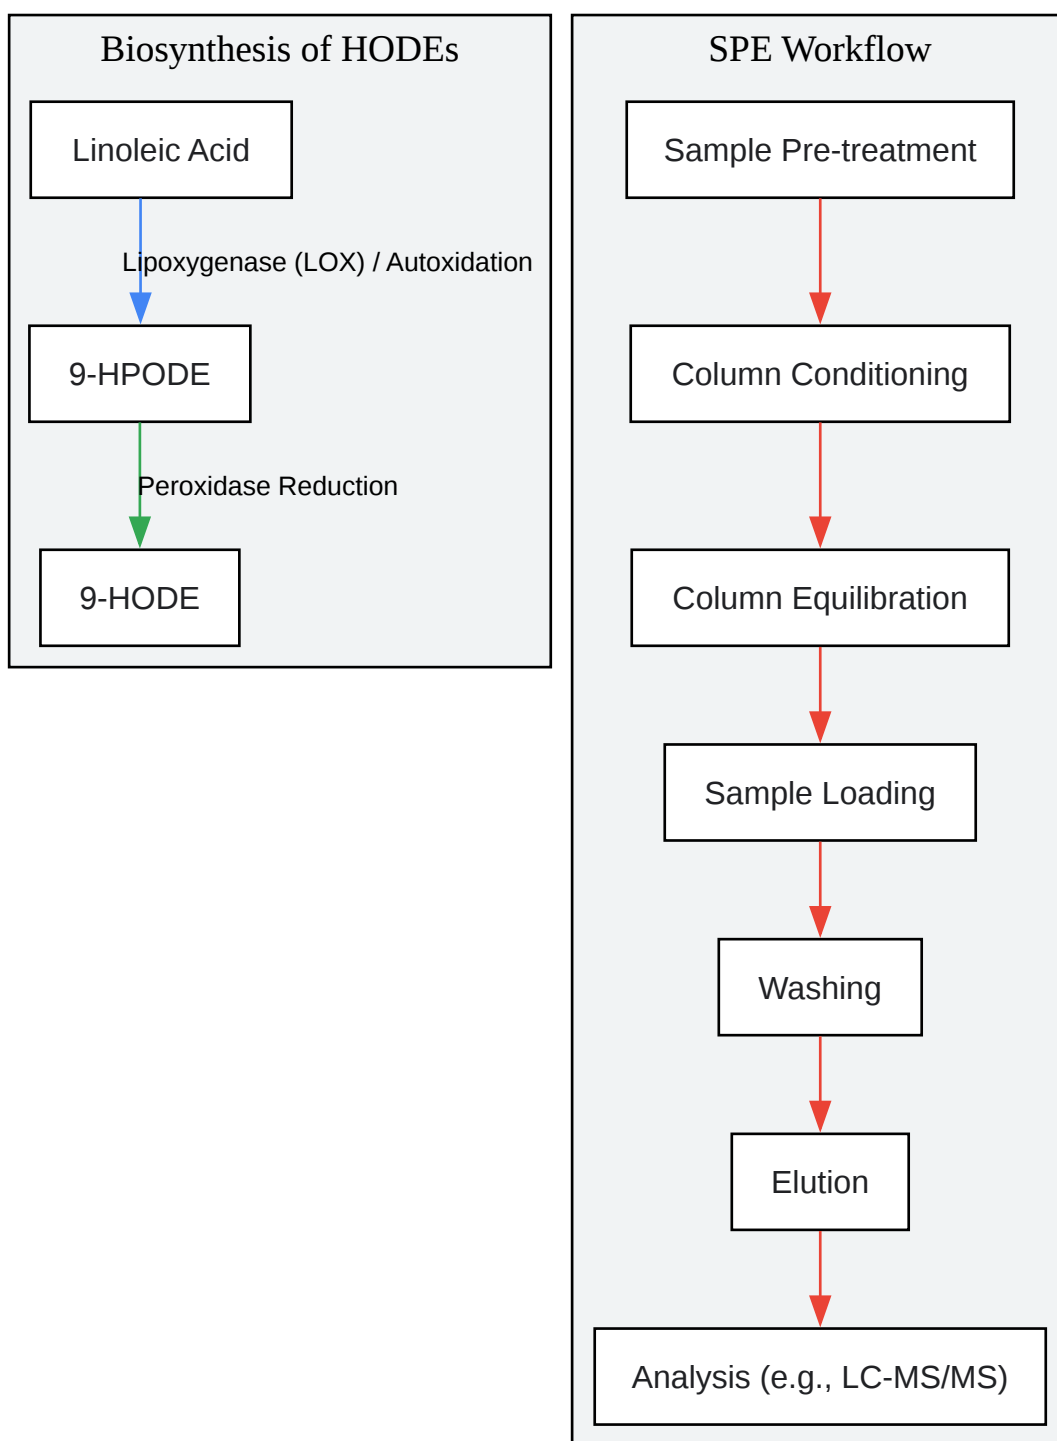 Biosynthesis of HODEs
Linoleic Acid
Lipoxygenase (LOX) / Autoxidation
9-HPODE
Peroxidase Reduction
9-HODE
SPE Workflow
Sample Pre-treatment
Column Conditioning
Column Equilibration
Sample Loading
Washing
Elution
Analysis (e.g., LC-MS/MS)